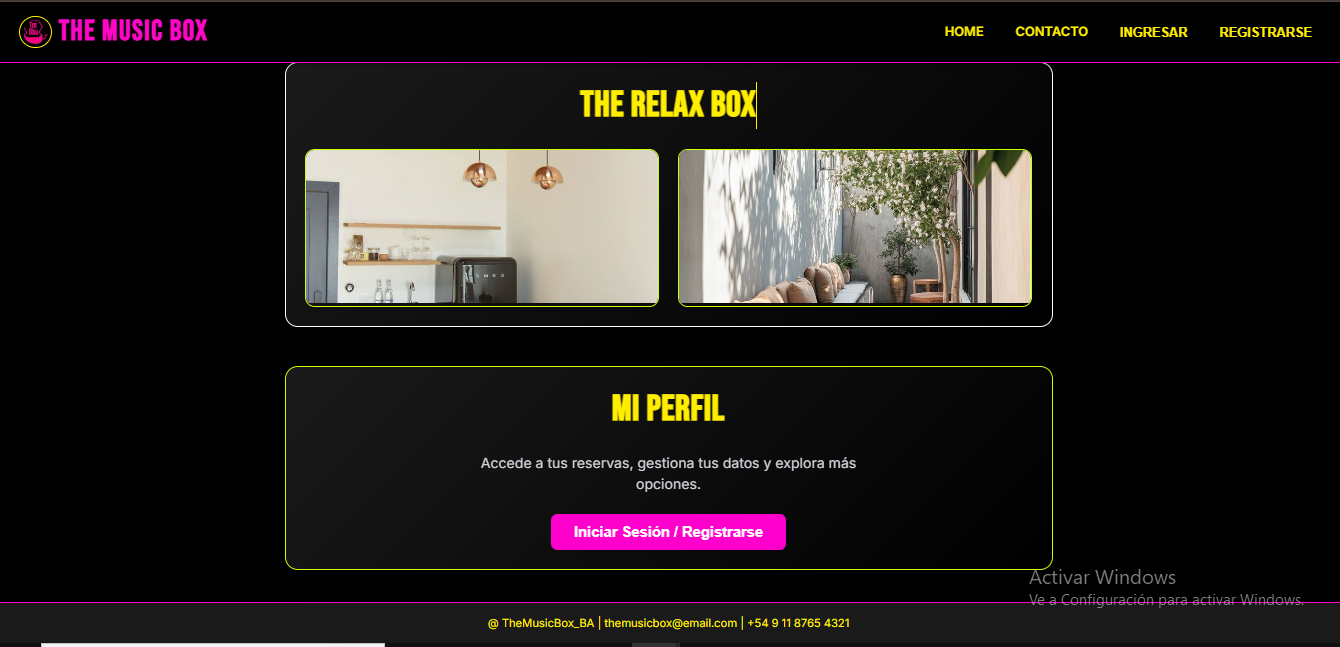 THE MUSIC BOX
HOME CONTACTO INGRESAR REGISTRARSE
THE RELAX BOX
SMEG
MI PERFIL
Accede a tus reservas, gestiona tus datos y explora más
opciones.
Iniciar Sesión / Registrarse
Activar Windows
Ve a Configuración para activar Windows.
@ TheMusicBox_BA | themusicbox@email.com | +54 9 11 8765 4321